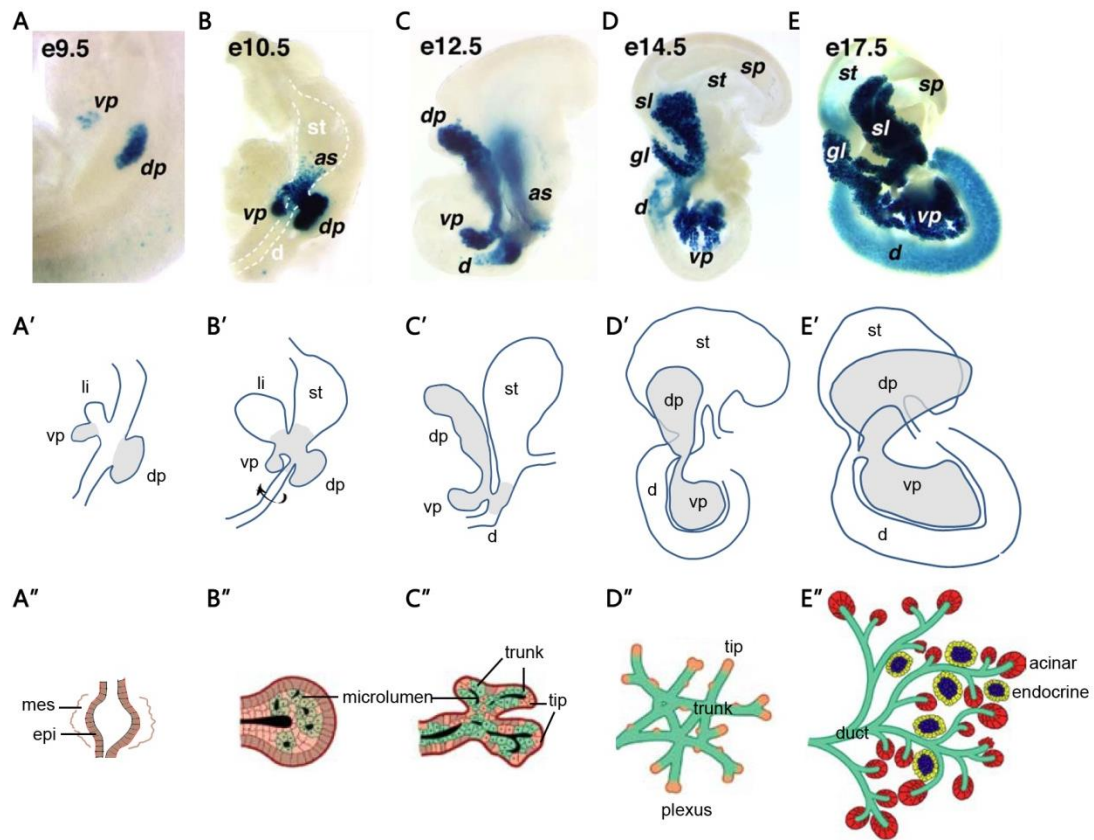 A
B
C
D
E
e9.5
vp
dp
e10.5
st
as
vp
dp
d
e12.5
dp
as
vp
d
e14.5
st
sp
sl
gl
d
vp
e17.5
st
sp
sl
gl
vp
d
A′
B′
C′
D′
E′
li
vp
dp
li
st
vp
dp
st
dp
vp
d
st
dp
d
vp
st
dp
vp
d
A″
B″
C″
D″
E″
mes
epi
microlumen
trunk
tip
tip
trunk
plexus
acinar
endocrine
duct